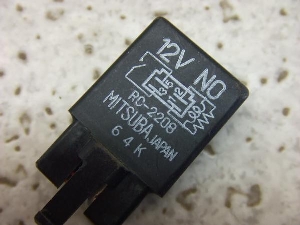 12V NO
RC-2208
MITSUBA JAPAN
64K